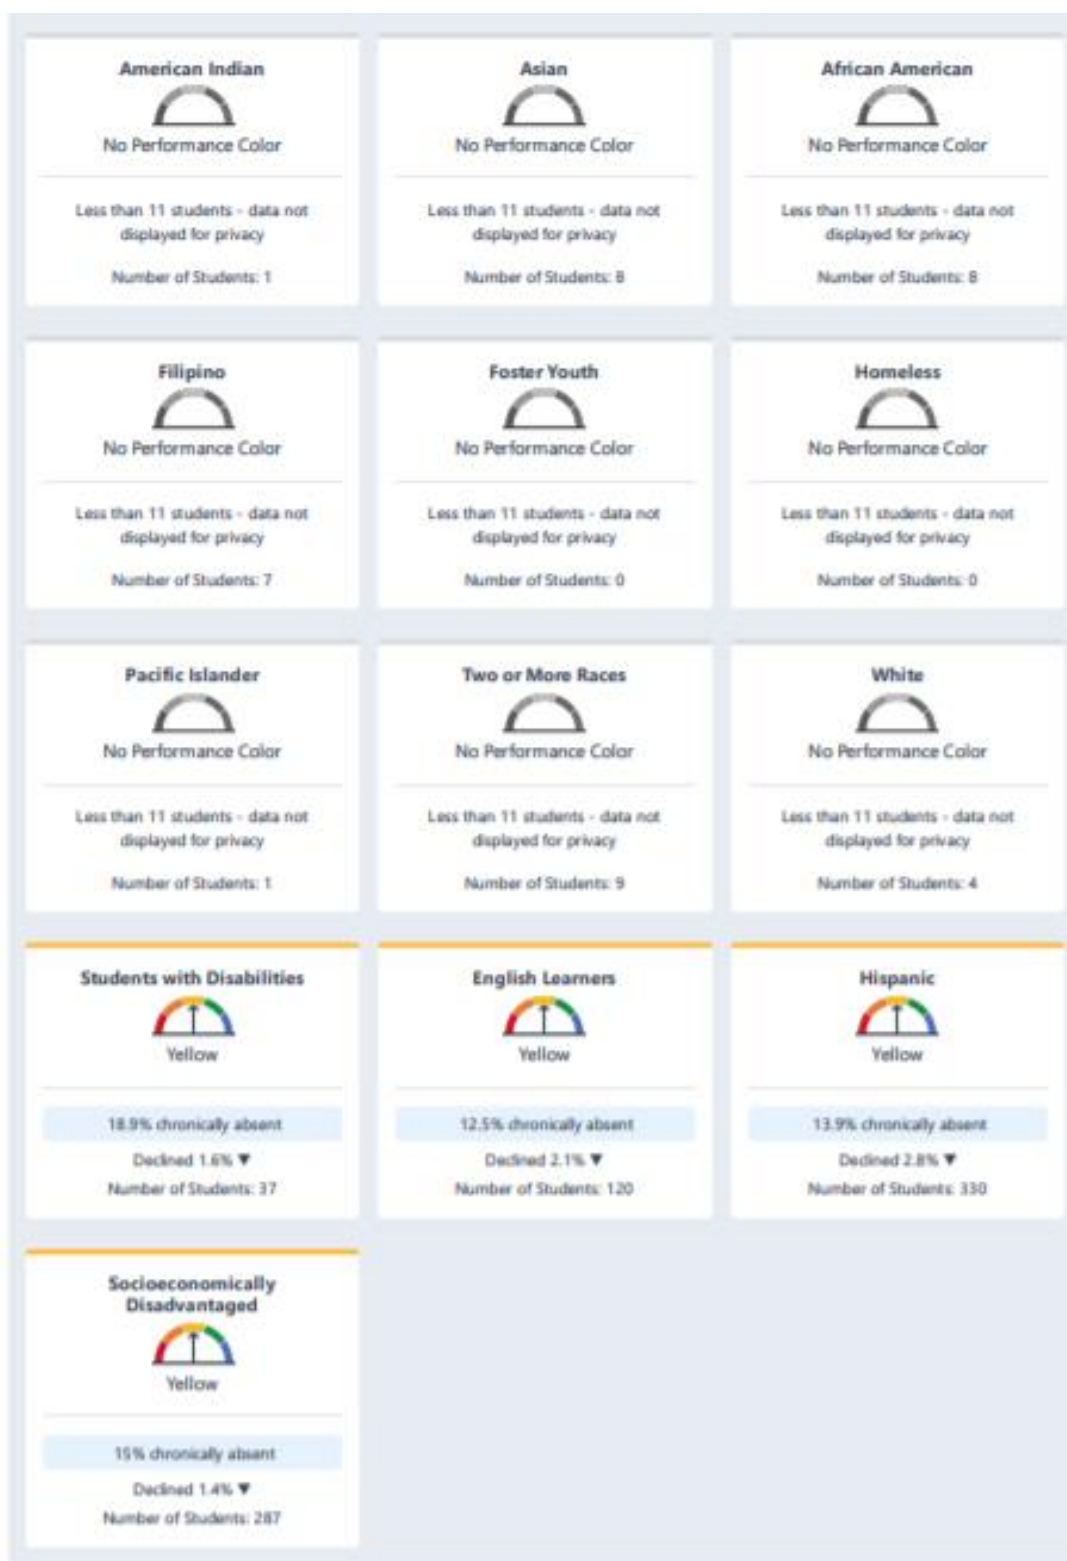 American Indian
No Performance Color
Less than 11 students - data not
displayed for privacy
Number of Students: 1
Asian
No Performance Color
Less than 11 students - data not
displayed for privacy
Number of Students: 8
African American
No Performance Color
Less than 11 students - data not
displayed for privacy
Number of Students: 8
Filipino
No Performance Color
Less than 11 students - data not
displayed for privacy
Number of Students: 7
Foster Youth
No Performance Color
Less than 11 students - data not
displayed for privacy
Number of Students: 0
Homeless
No Performance Color
Less than 11 students - data not
displayed for privacy
Number of Students: 0
Pacific Islander
No Performance Color
Less than 11 students - data not
displayed for privacy
Number of Students: 1
Two or More Races
No Performance Color
Less than 11 students - data not
displayed for privacy
Number of Students: 9
White
No Performance Color
Less than 11 students - data not
displayed for privacy
Number of Students: 4
Students with Disabilities
Yellow
18.9% chronically absent
Declined 1.6% ▼
Number of Students: 37
English Learners
Yellow
12.5% chronically absent
Declined 2.1% ▼
Number of Students: 120
Hispanic
Yellow
13.9% chronically absent
Declined 2.8% ▼
Number of Students: 330
Socioeconomically
Disadvantaged
Yellow
15% chronically absent
Declined 1.4% ▼
Number of Students: 287